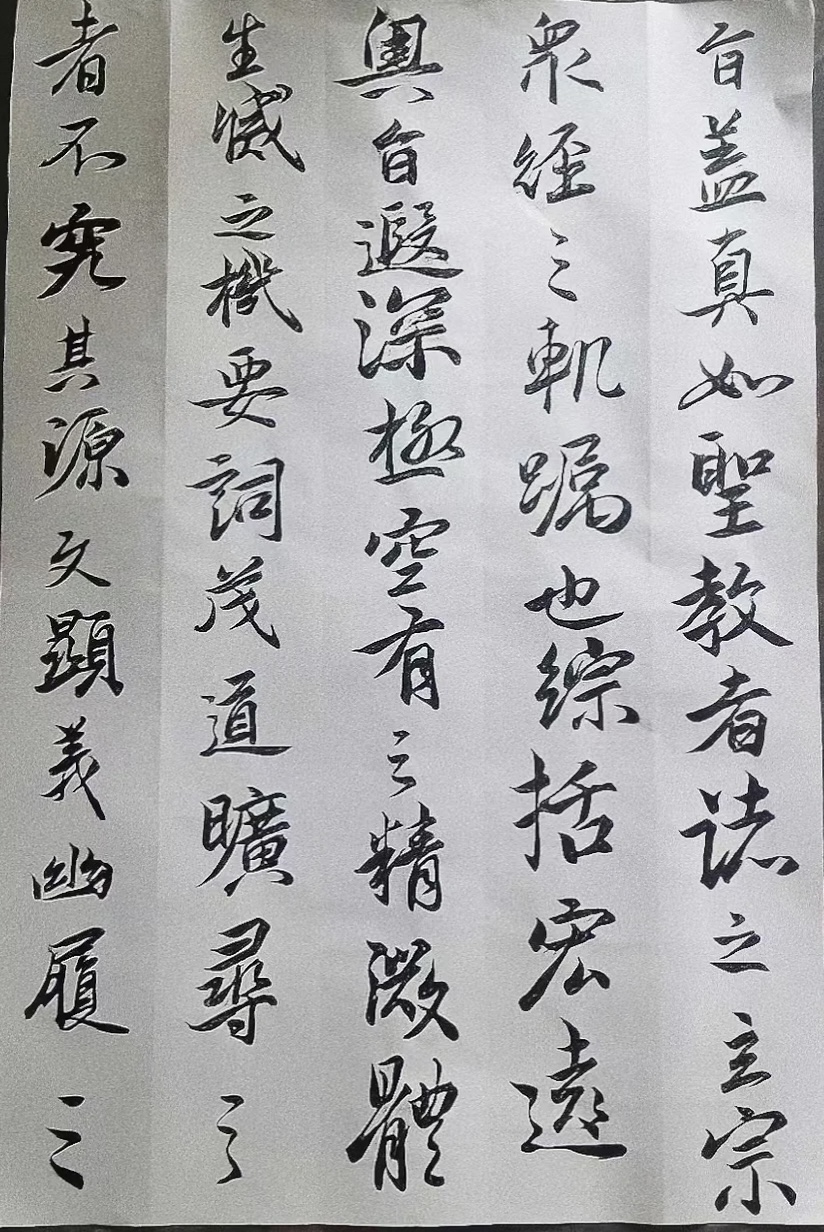 旨蓋真如聖教者諸之玄宗
衆經之軌躅也綜括宏遠
奧旨遐深極空有之精微體
生滅之機要詞茂道曠尋之
者不究其源文顯義幽履之